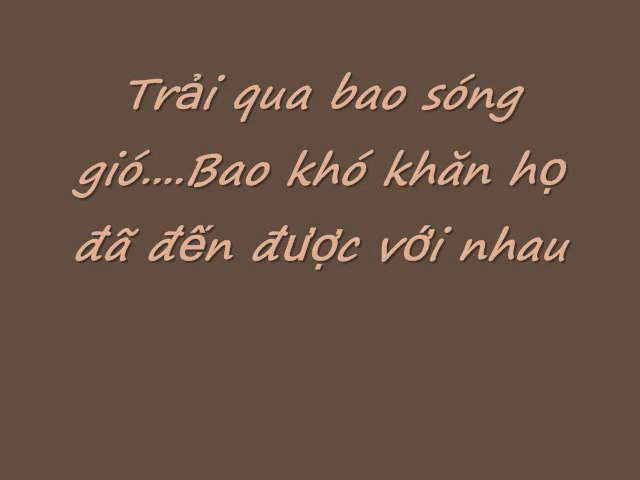 Trải qua bao sóng
gió....Bao khó khăn họ
đã đến được với nhau